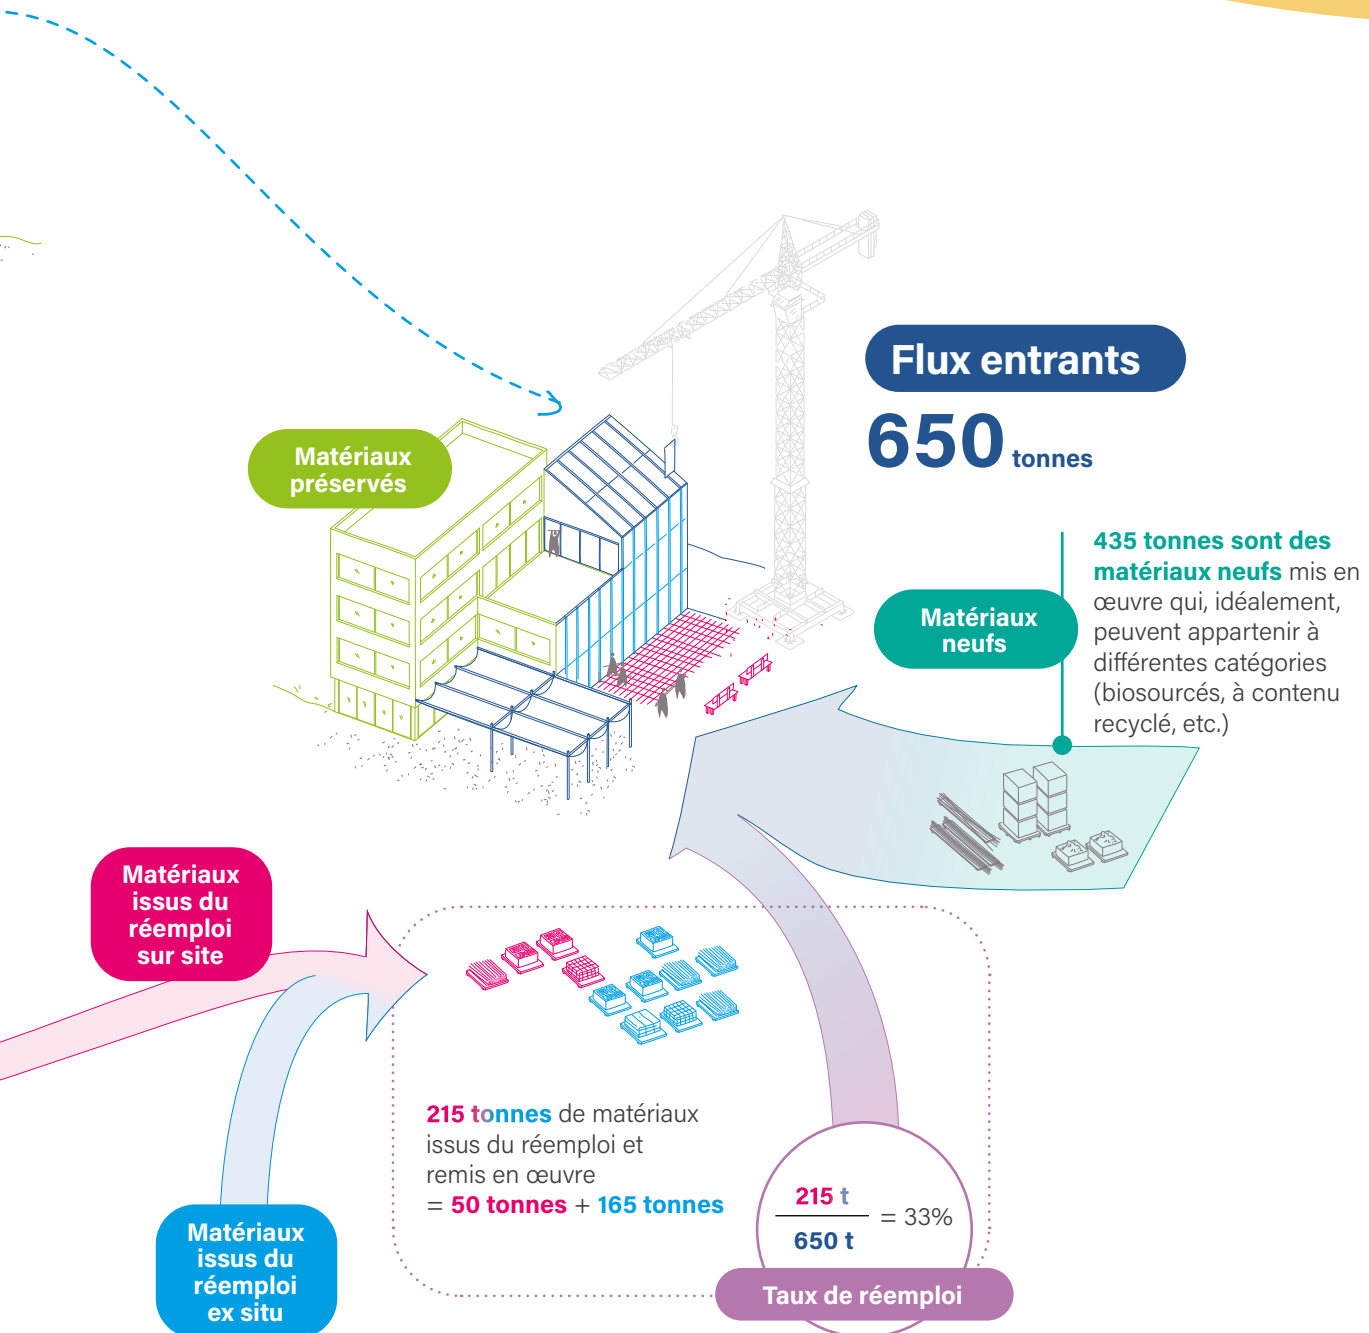 Flux entrants
650 tonnes
Matériaux
préservés
435 tonnes sont des
matériaux neufs mis en
œuvre qui, idéalement,
peuvent appartenir à
différentes catégories
(biosourcés, à contenu
recyclé, etc.)
Matériaux
neufs
Matériaux
issus du
réemploi
sur site
215 tonnes de matériaux
issus du réemploi et
remis en œuvre
= 50 tonnes + 165 tonnes
215 t
650 t
= 33%
Taux de réemploi
Matériaux
issus du
réemploi
ex situ